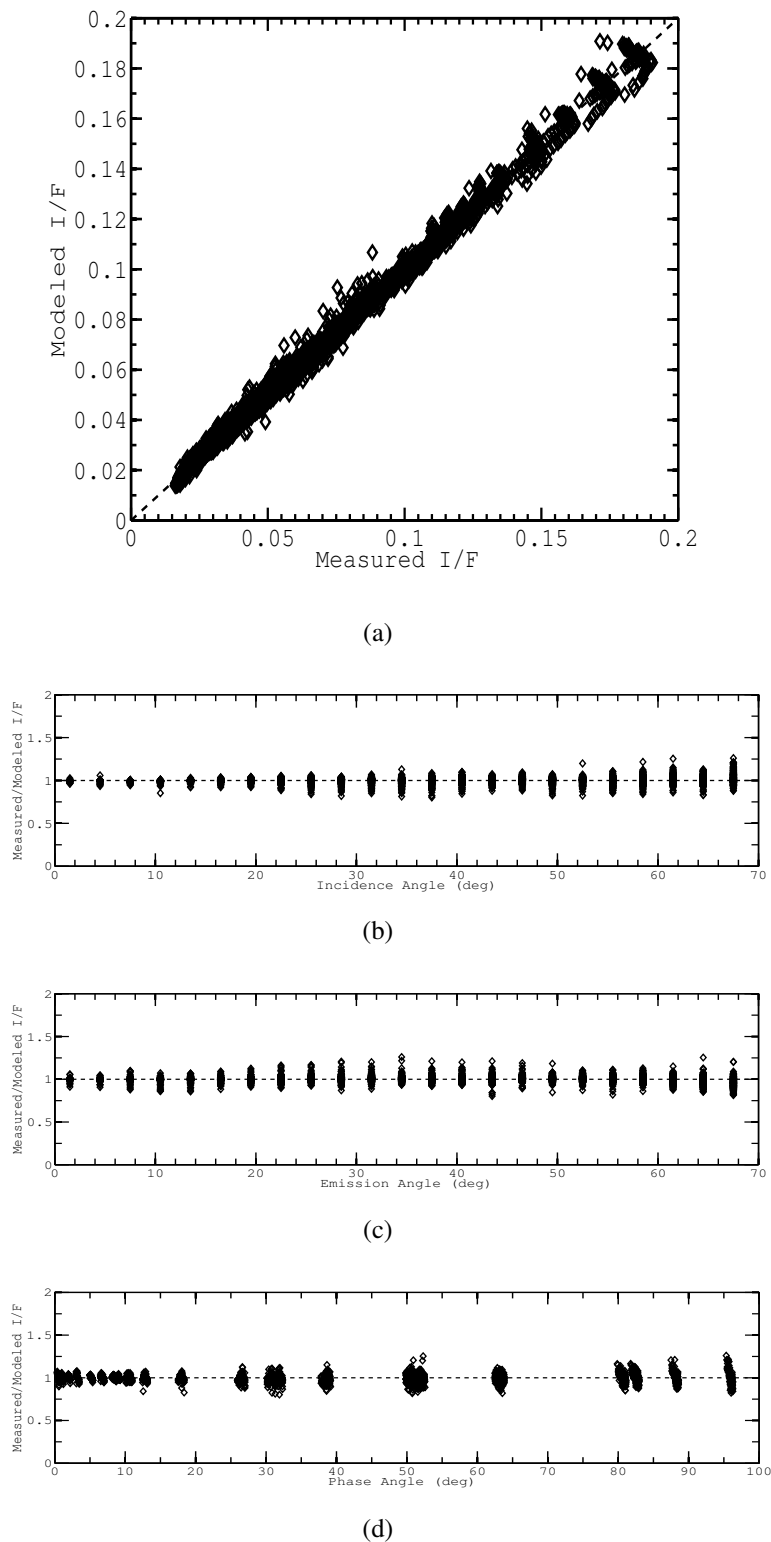 0.2
0.18
0.16
0.14
0.12
0.1
0.08
0.06
0.04
0.02
0
Modeled I/F
0 0.05 0.1 0.15 0.2
Measured I/F
(a)
2
1.5
1
0.5
0
Measured/Modeled I/F
0 10 20 30 40 50 60 70
Incidence Angle (deg)
(b)
2
1.5
1
0.5
0
Measured/Modeled I/F
0 10 20 30 40 50 60 70
Emission Angle (deg)
(c)
2
1.5
1
0.5
0
Measured/Modeled I/F
0 10 20 30 40 50 60 70 80 90 100
Phase Angle (deg)
(d)